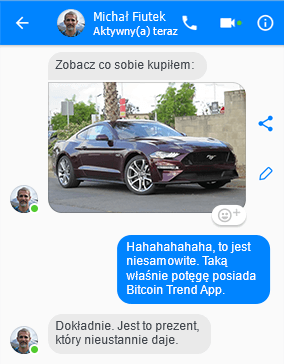 Michał Fiutek
Aktywny(a) teraz
Zobacz co sobie kupiłem:
Hahahahahaha, to jest
niesamowite. Taką
właśnie potęgę posiada
Bitcoin Trend App.
Dokładnie. Jest to prezent,
który nieustannie daje.